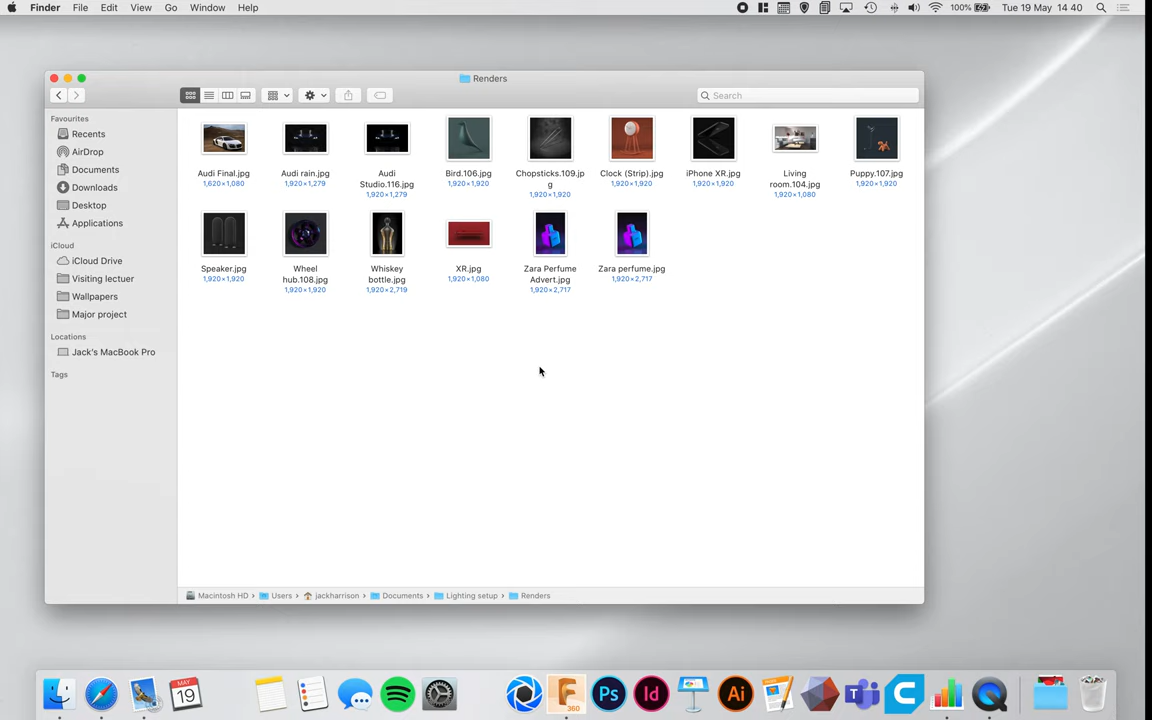 Finder File Edit View Go Window Help 100% Tue 19 May 14 40
Renders
Search
Favourites
Recents
AirDrop
Documents
Downloads
Desktop
Applications
iCloud
iCloud Drive
Visiting lectuer
Wallpapers
Major project
Locations
Jack's MacBook Pro
Tags
Audi Final.jpg
1,620×1,080
Audi rain.jpg
1,920×1,279
Audi
Studio.116.jpg
1,920×1,279
Bird.106.jpg
1,920×1,920
Chopsticks.109.jp
g
1,920×1,920
Clock (Strip).jpg
1,920×1,920
iPhone XR.jpg
1,920×1,920
Living
room.104.jpg
1,920×1,080
Puppy.107.jpg
1,920×1,920
Speaker.jpg
1,920×1,920
Wheel
hub.108.jpg
1,920×1,920
Whiskey
bottle.jpg
1,920×2,719
XR.jpg
1,920×1,080
Zara Perfume
Advert.jpg
1,920×2,717
Zara perfume.jpg
1,920×2,717
Macintosh HD › Users › jackharrison › Documents › Lighting setup › Renders
MAY
19
F
360
Ps
Id
Ai
T
C